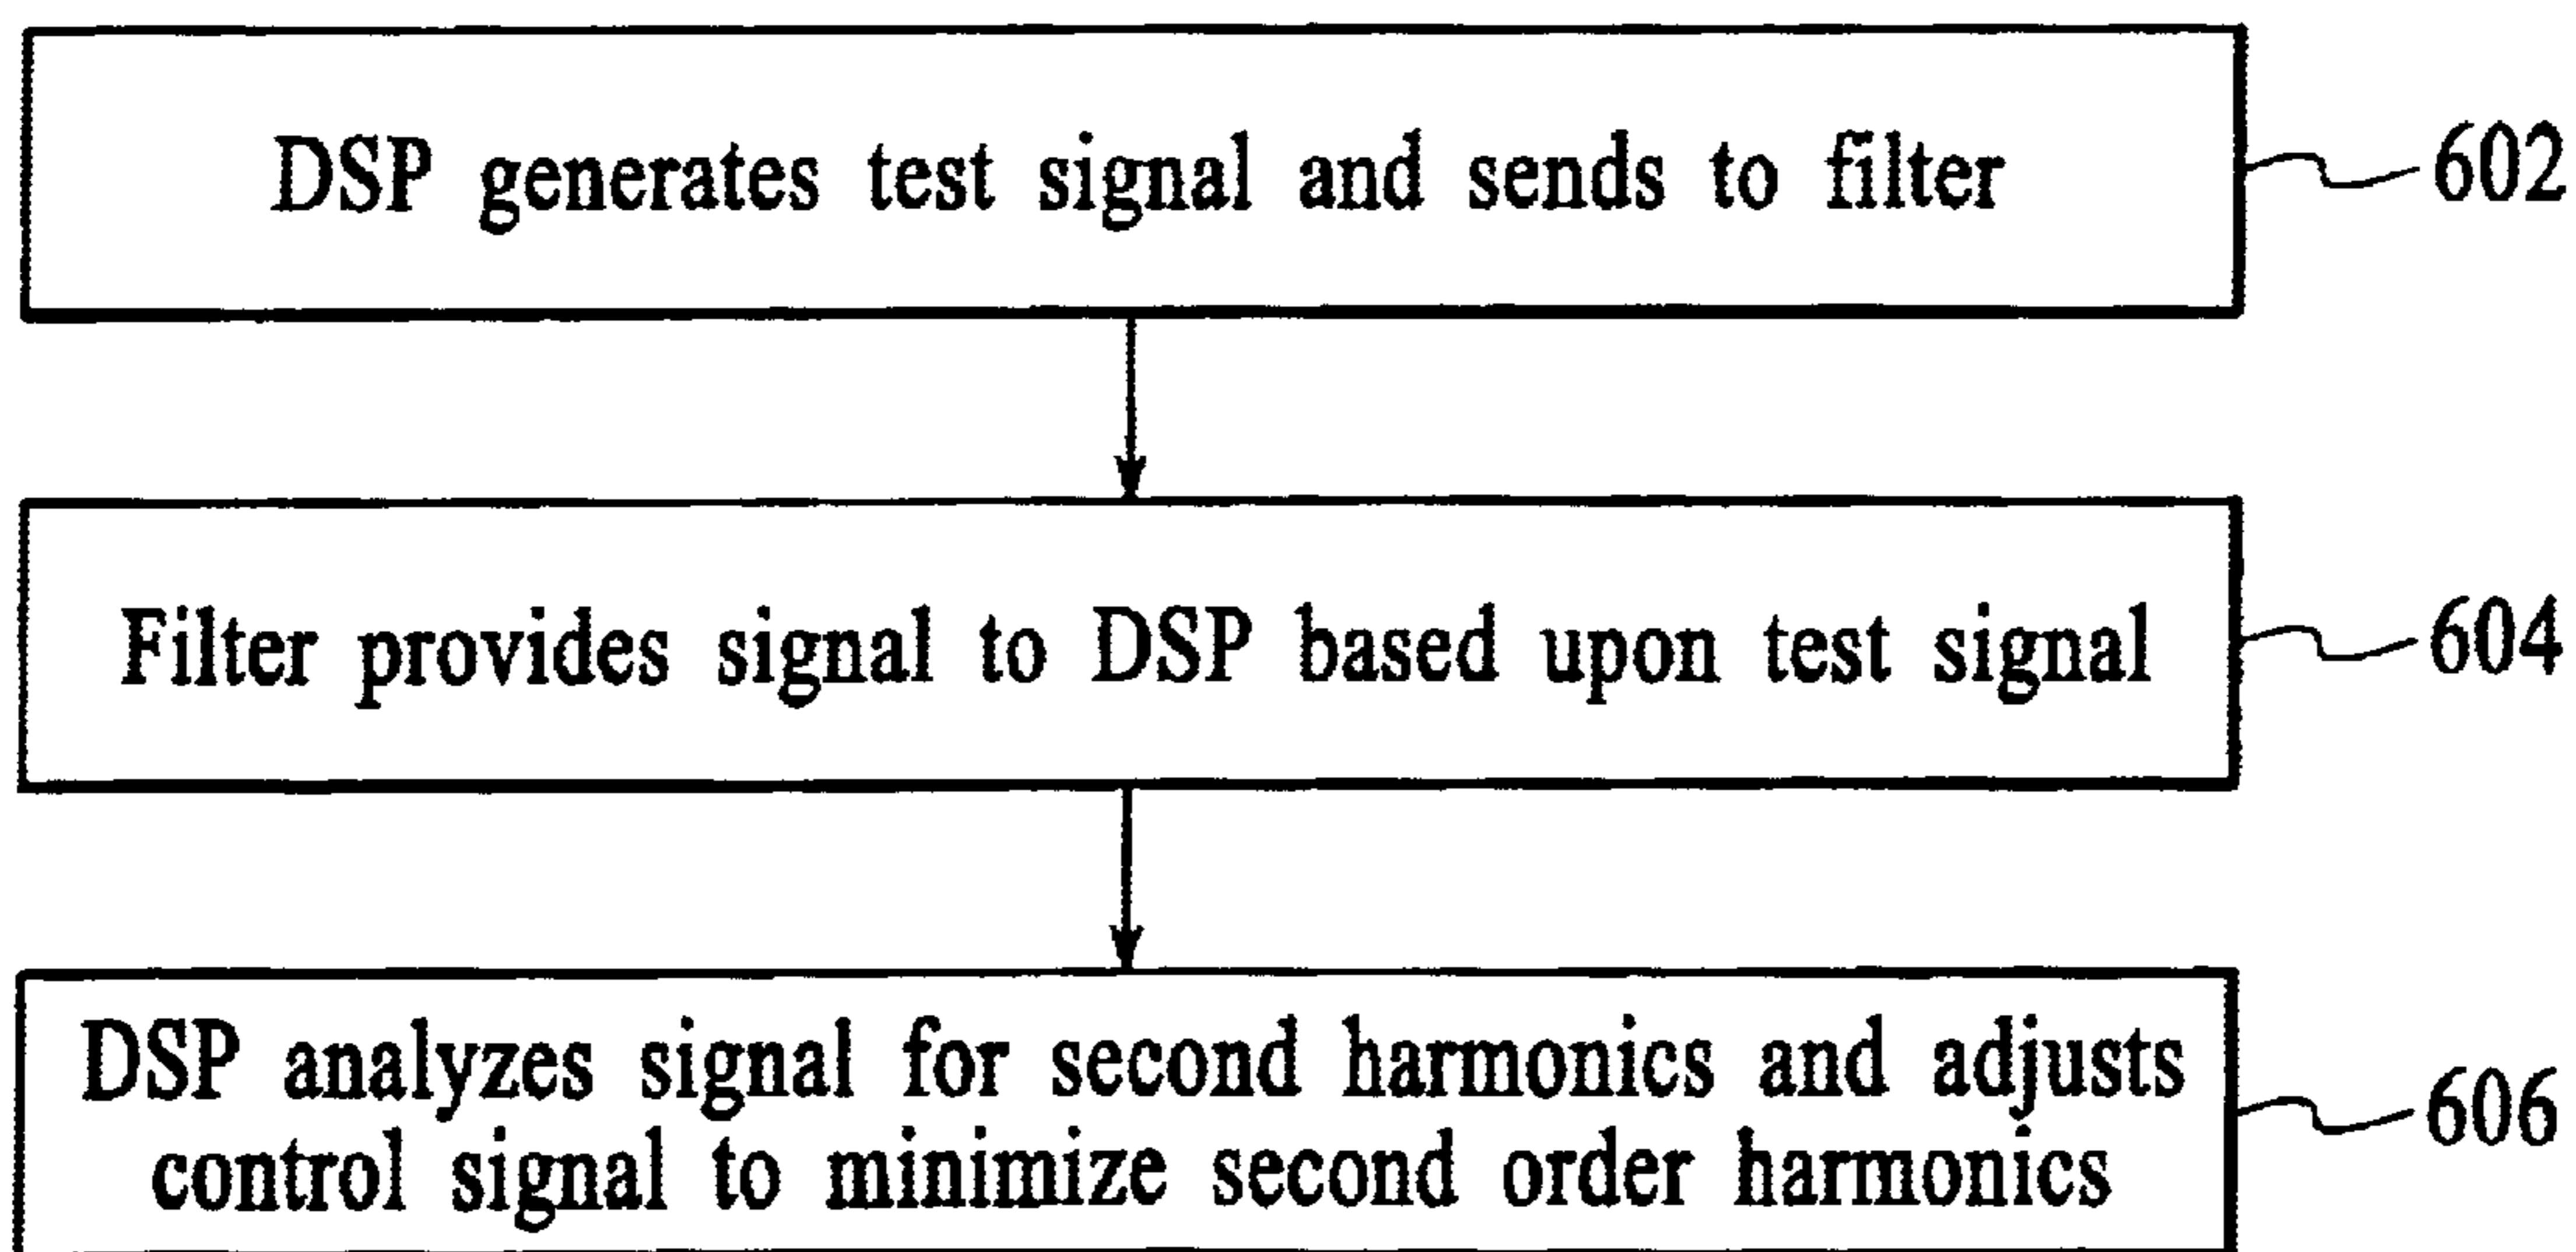 DSP generates test signal and sends to filter
602
Filter provides signal to DSP based upon test signal
604
DSP analyzes signal for second harmonics and adjusts
control signal to minimize second order harmonics
606